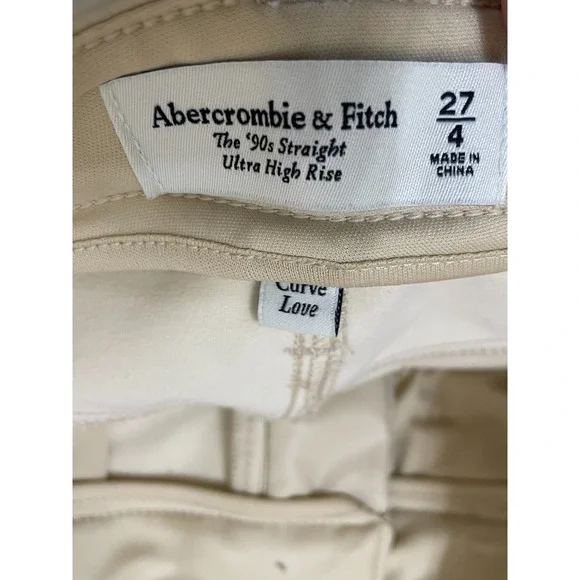 Abercrombie & Fitch
The '90s Straight
Ultra High Rise
27
4
MADE IN
CHINA
Curve
Love